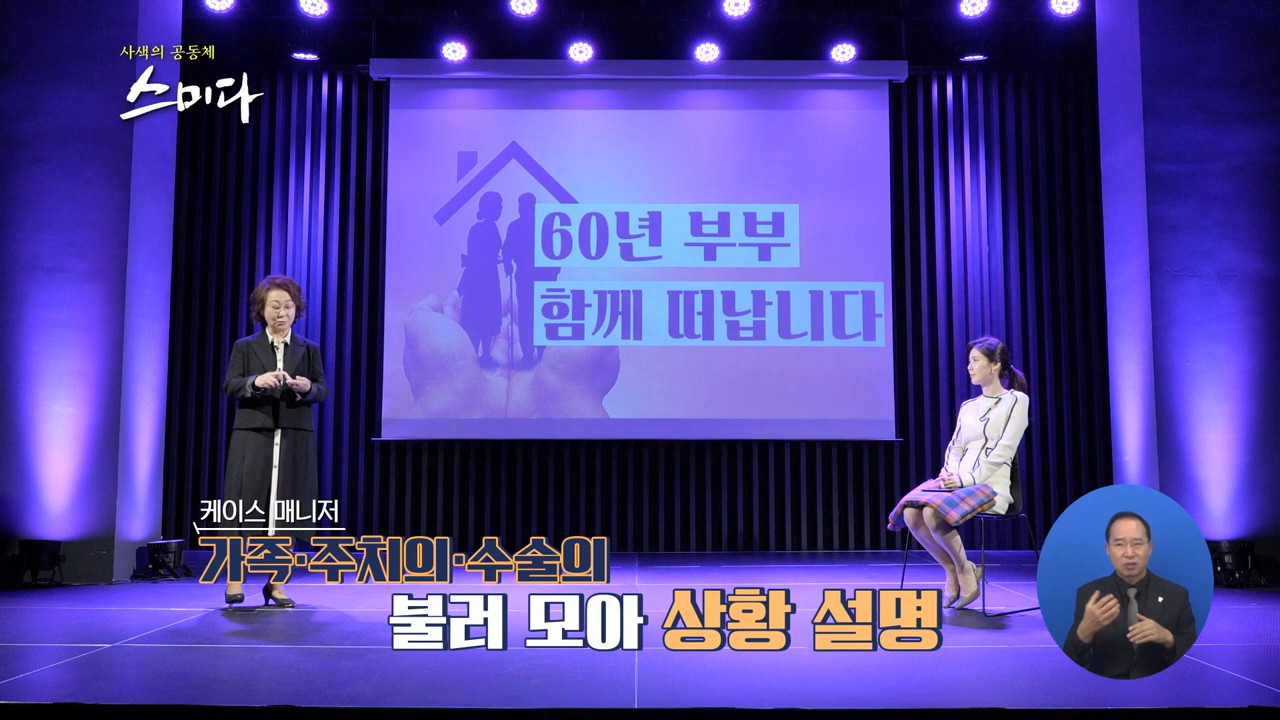 사색의 공동체
스미다
60년 부부
함께 떠납니다
케이스 매니저
가족·주치의·수술의
불러 모아 상황 설명